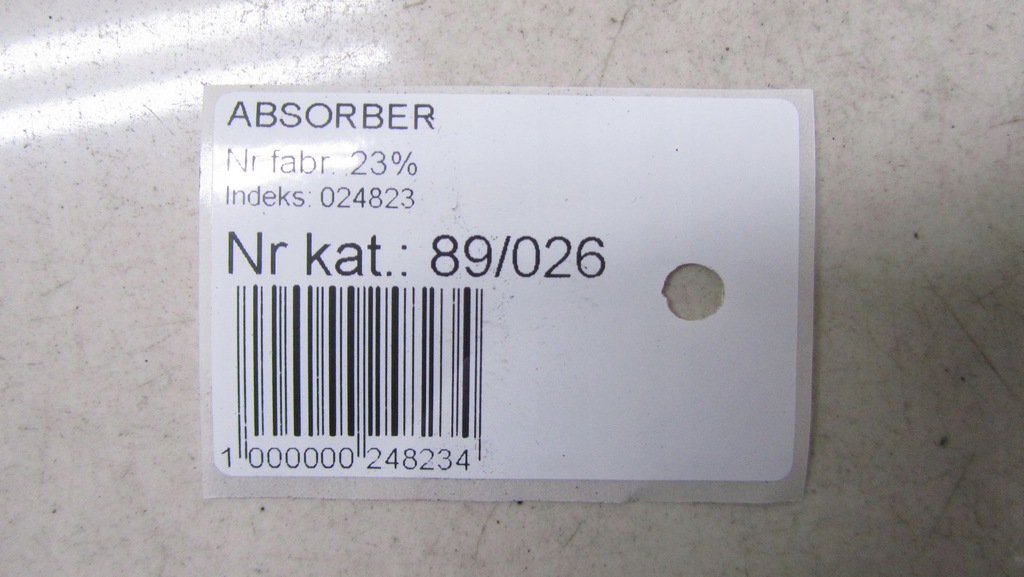 ABSORBER
Nr fabr. 23%
Indeks: 024823
Nr kat.: 89/026
1 000000 248234